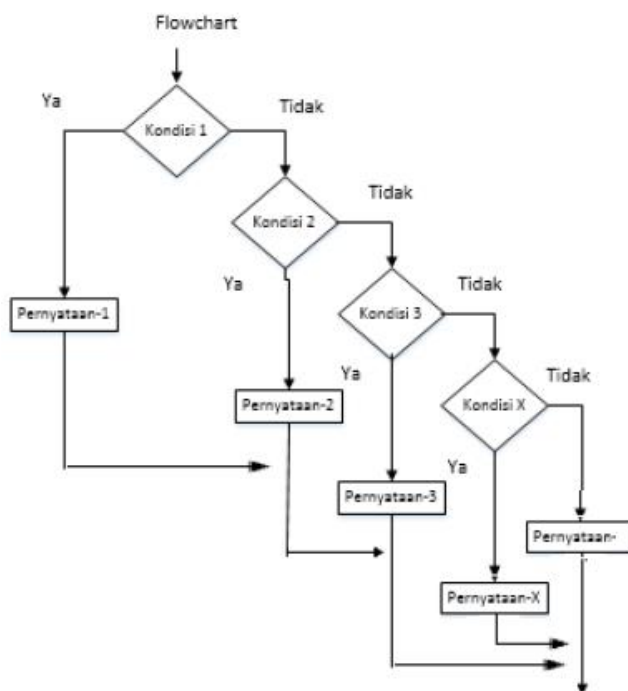 Flowchart
Ya
Kondisi 1
Tidak
Kondisi 2
Tidak
Ya
Kondisi 3
Tidak
Pernyataan-1
Ya
Kondisi X
Tidak
Pernyataan-2
Ya
Pernyataan-3
Pernyataan-
Pernyataan-X